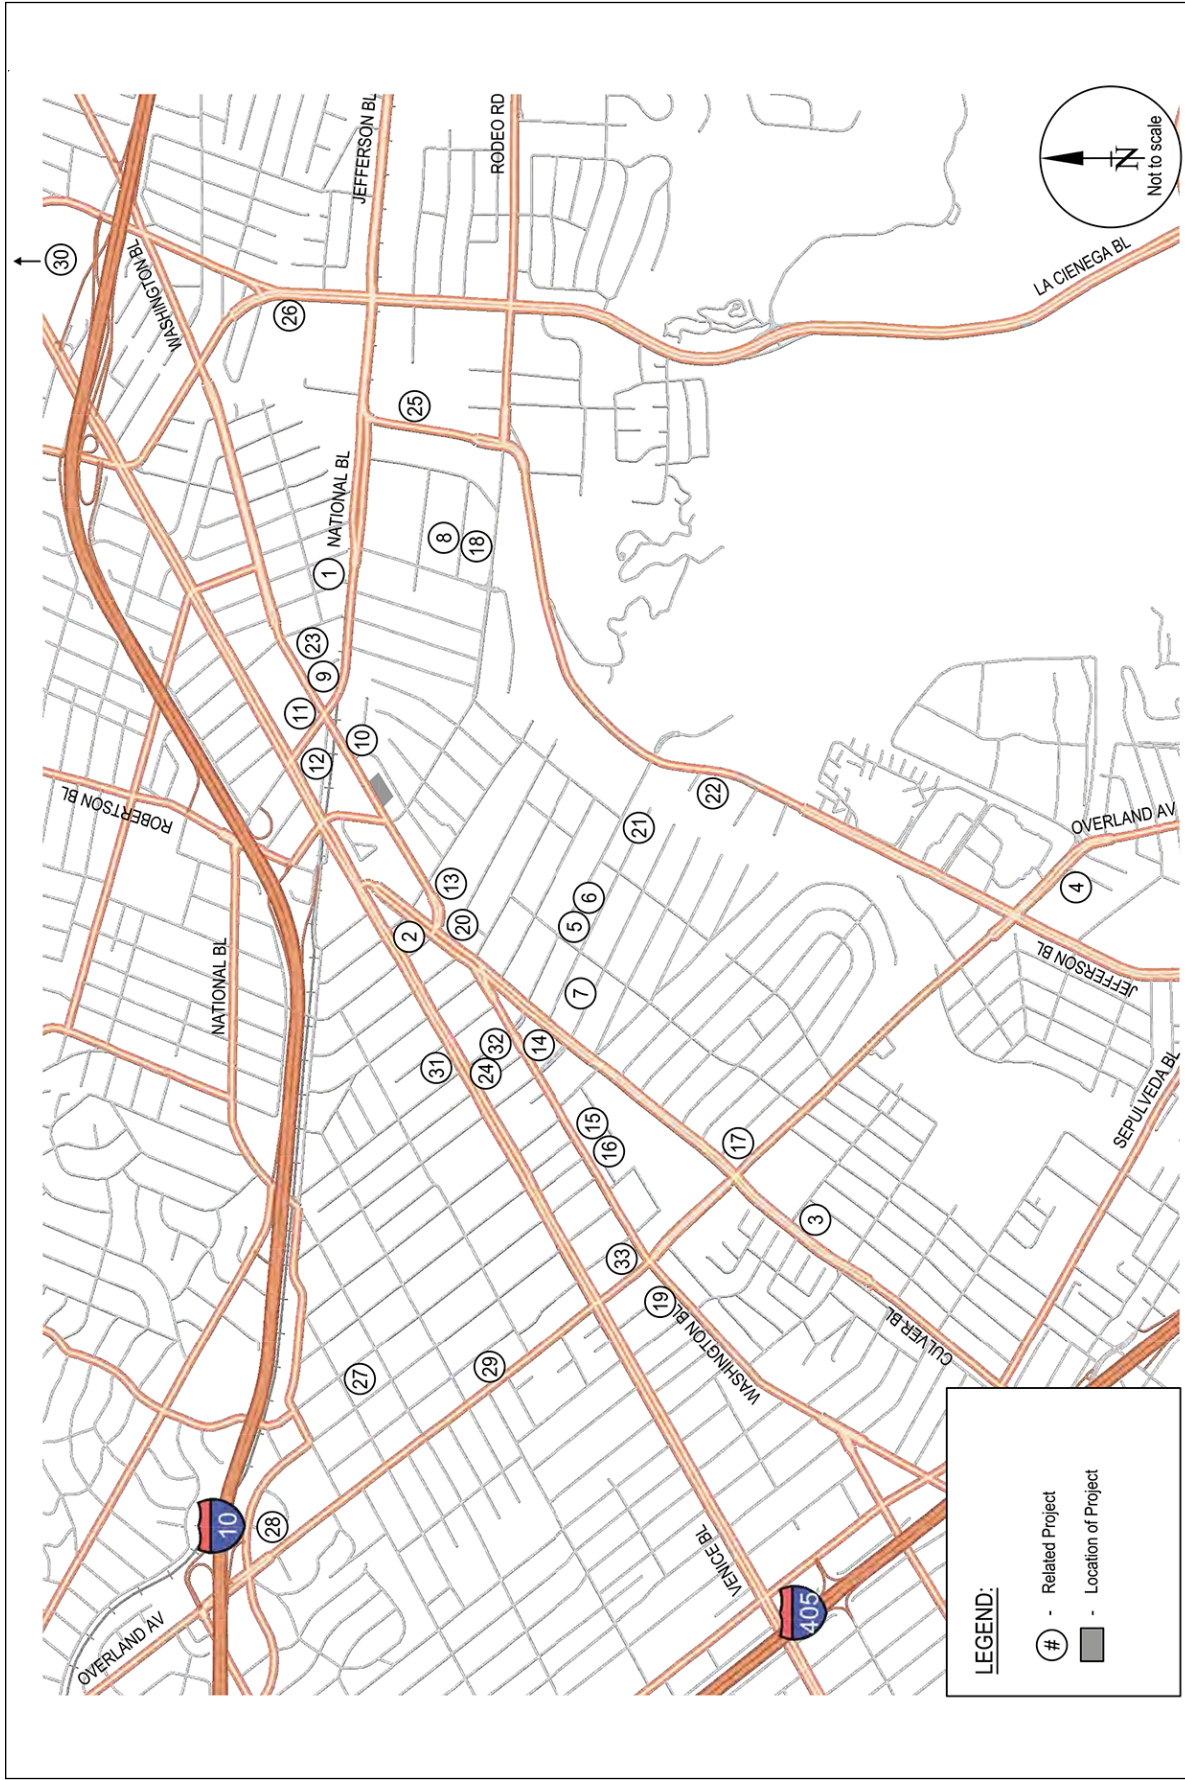 30
WASHINGTON BL
JEFFERSON BL
RODEO RD
N
Not to scale
LA CIENEGA BL
26
25
NATIONAL BL
8
18
1
23
9
11
10
12
ROBERTSON BL
22
21
OVERLAND AV
4
13
6
5
20
2
NATIONAL BL
7
JEFFERSON BL
32
14
31
24
15
16
17
SEPULVEDA BL
3
33
19
WASHINGTON BL
CULVER BL
29
27
28
10
OVERLAND AV
VENICE BL
405
LEGEND:
# - Related Project
- Location of Project